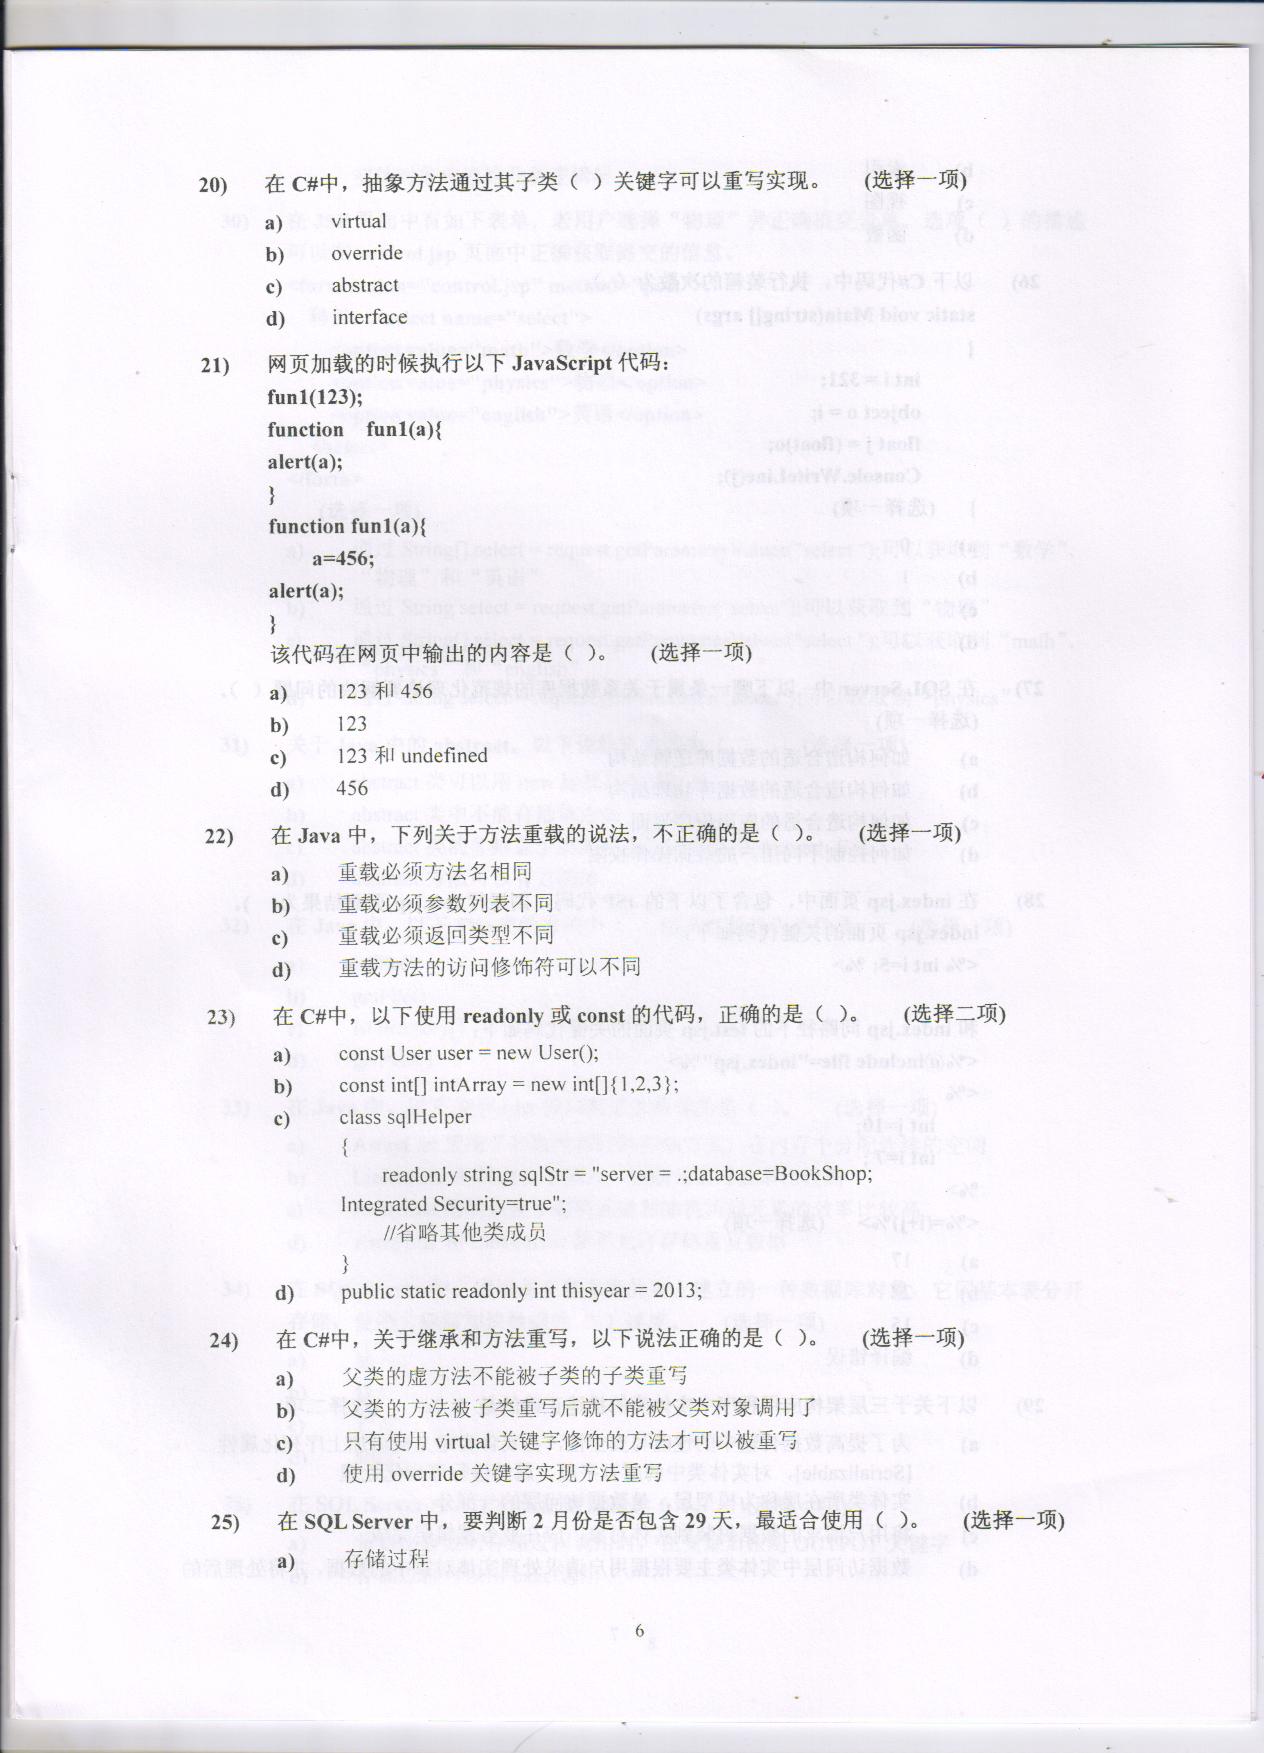 20) 在 C#中，抽象方法通过其子类（ ）关键字可以重写实现。 (选择一项)
a) virtual
b) override
c) abstract
d) interface
21) 网页加载的时候执行以下 JavaScript 代码：
fun1(123);
function fun1(a){
alert(a);
}
function fun1(a){
a=456;
alert(a);
}
该代码在网页中输出的内容是（ ）。 (选择一项)
a) 123 和 456
b) 123
c) 123 和 undefined
d) 456
22) 在 Java 中，下列关于方法重载的说法，不正确的是（ ）。 (选择一项)
a) 重载必须方法名相同
b) 重载必须参数列表不同
c) 重载必须返回类型不同
d) 重载方法的访问修饰符可以不同
23) 在 C#中，以下使用 readonly 或 const 的代码，正确的是（ ）。 (选择二项)
a) const User user = new User();
b) const int[] intArray = new int[]{1,2,3};
c) class sqlHelper
{
readonly string sqlStr = "server = .;database=BookShop;
Integrated Security=true";
//省略其他类成员
}
d) public static readonly int thisyear = 2013;
24) 在 C#中，关于继承和方法重写，以下说法正确的是（ ）。 (选择一项)
a) 父类的虚方法不能被子类的子类重写
b) 父类的方法被子类重写后就不能被父类对象调用了
c) 只有使用 virtual 关键字修饰的方法才可以被重写
d) 使用 override 关键字实现方法重写
25) 在 SQL Server 中，要判断 2 月份是否包含 29 天，最适合使用（ ）。 (选择一项)
a) 存储过程
6